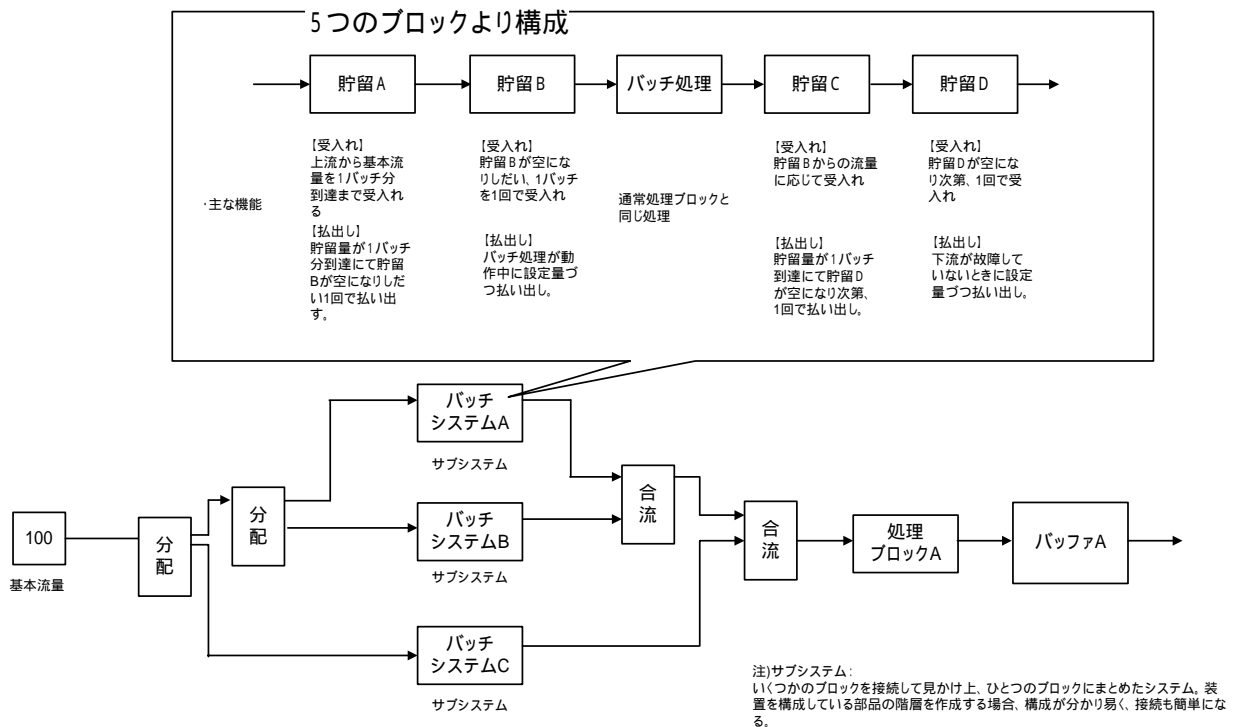 5つのブロックより構成
貯留A
貯留B
バッチ処理
貯留C
貯留D
・主な機能
【受入れ】
上流から基本流
量を1バッチ分
到達まで受入れ
る
【払出し】
貯留量が1バッチ
分到達にて貯留
Bが空になりしだ
い1回で払い出
す。
【受入れ】
貯留Bが空にな
りしだい、1バッチ
を1回で受入れ
【払出し】
バッチ処理が動
作中に設定量づ
つ払い出し。
通常処理ブロックと
同じ処理
【受入れ】
貯留Bからの流量
に応じて受入れ
【払出し】
貯留量が1バッチ
到達にて貯留D
が空になり次第、
1回で払い出し。
【受入れ】
貯留Dが空にな
り次第、1回で受
入れ
【払出し】
下流が故障して
いないときに設定
量づつ払い出し。
100
基本流量
分
配
分
配
バッチ
システムA
サブシステム
バッチ
システムB
サブシステム
バッチ
システムC
サブシステム
合
流
合
流
処理
ブロックA
バッファA
注)サブシステム：
いくつかのブロックを接続して見かけ上、ひとつのブロックにまとめたシステム。装
置を構成している部品の階層を作成する場合、構成が分かり易く、接続も簡単にな
る。